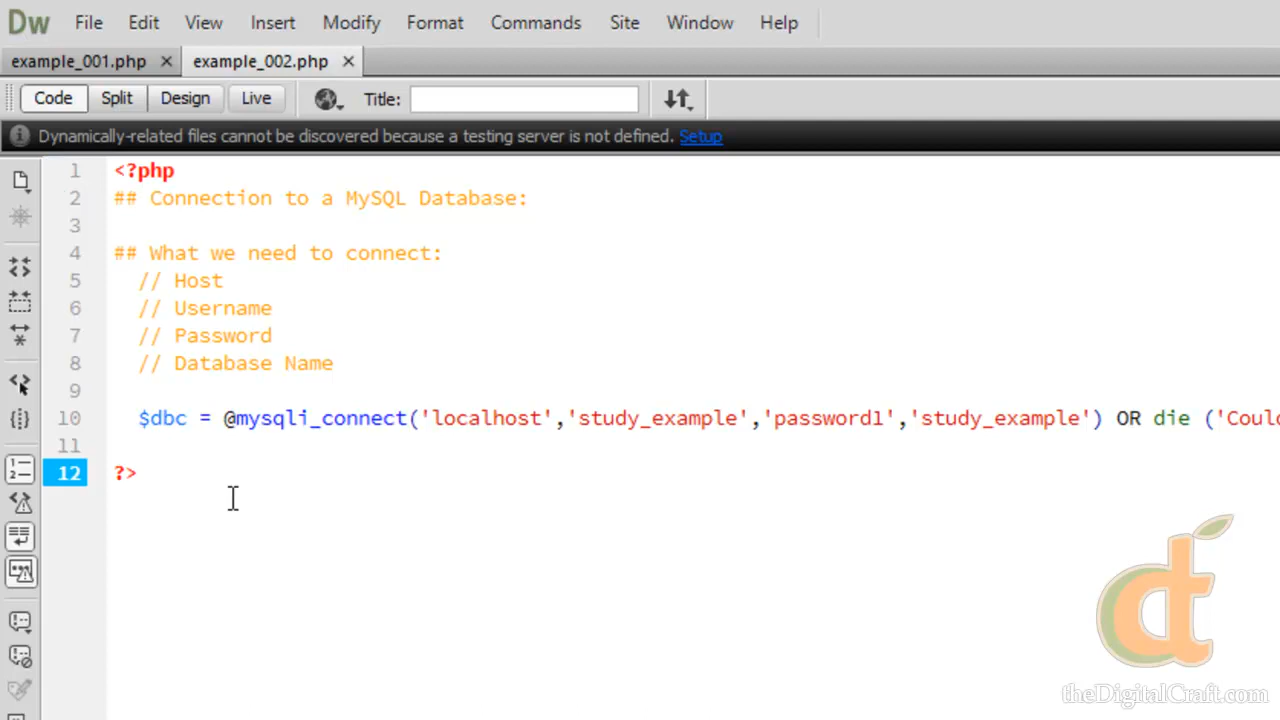 Dw File Edit View Insert Modify Format Commands Site Window Help
example_001.php × example_002.php ×
Code Split Design Live Title:
Dynamically-related files cannot be discovered because a testing server is not defined. Setup
1 <?php
2 ## Connection to a MySQL Database:
3
4 ## What we need to connect:
5 // Host
6 // Username
7 // Password
8 // Database Name
9
10 $dbc = @mysqli_connect('localhost','study_example','password1','study_example') OR die ('Coul
11
12 ?>
dt
theDigitalCraft.com